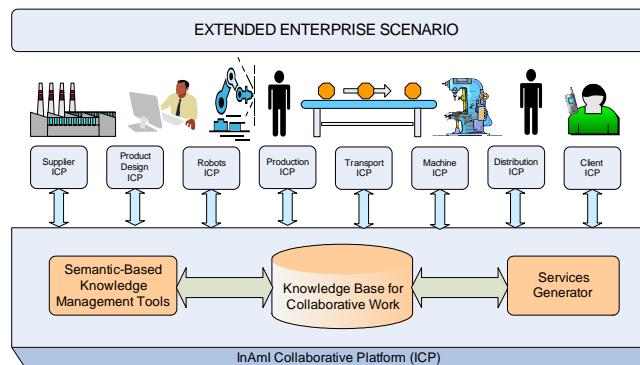 EXTENDED ENTERPRISE SCENARIO
Supplier
ICP
Product
Design
ICP
Robots
ICP
Production
ICP
Transport
ICP
Machine
ICP
Distribution
ICP
Client
ICP
Semantic-Based
Knowledge
Management Tools
Knowledge Base for
Collaborative Work
Services
Generator
InAmI Collaborative Platform (ICP)